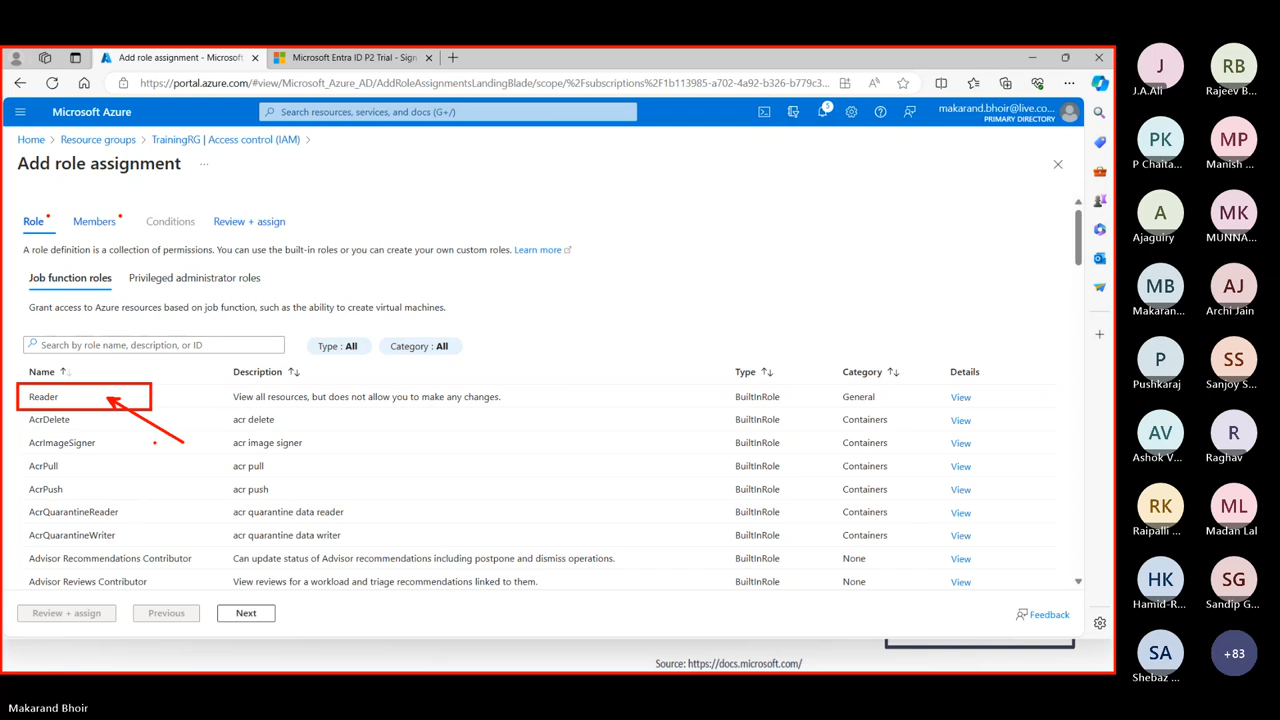 Add role assignment - Microsoft
Microsoft Entra ID P2 Trial - Sign
https://portal.azure.com/#view/Microsoft_Azure_AD/AddRoleAssignmentsLandingBlade/scope/%2Fsubscriptions%2F1b113985-a702-4a92-b326-b779c3...
Microsoft Azure
Search resources, services, and docs (G+/)
5
makarand.bhoir@live.co...
PRIMARY DIRECTORY
Home
Resource groups
TrainingRG | Access control (IAM)
Add role assignment
...
Role
Members
Conditions
Review + assign
A role definition is a collection of permissions. You can use the built-in roles or you can create your own custom roles. Learn more
Job function roles
Privileged administrator roles
Grant access to Azure resources based on job function, such as the ability to create virtual machines.
Search by role name, description, or ID
Type : All
Category : All
Name Description Type Category Details
Reader View all resources, but does not allow you to make any changes. BuiltInRole General View
AcrDelete acr delete BuiltInRole Containers View
AcrImageSigner acr image signer BuiltInRole Containers View
AcrPull acr pull BuiltInRole Containers View
AcrPush acr push BuiltInRole Containers View
AcrQuarantineReader acr quarantine data reader BuiltInRole Containers View
AcrQuarantineWriter acr quarantine data writer BuiltInRole Containers View
Advisor Recommendations Contributor Can update status of Advisor recommendations including postpone and dismiss operations. BuiltInRole None View
Advisor Reviews Contributor View reviews for a workload and triage recommendations linked to them. BuiltInRole None View
Review + assign
Previous
Next
Feedback
Source: https://docs.microsoft.com/
Makarand Bhoir
J
J.A.Ali
RB
Rajeev B...
PK
P Chaita...
MP
Manish ...
A
Ajaguiry
MK
MUNNA...
MB
Makaran...
AJ
Archi Jain
P
Pushkaraj
SS
Sanjoy S...
AV
Ashok V...
R
Raghav
RK
Raipalli ...
ML
Madan Lal
HK
Hamid-R...
SG
Sandip G...
SA
Shebaz ...
+83